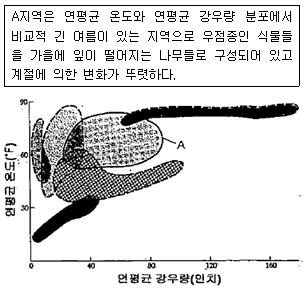 A지역은 연평균 온도와 연평균 강우량 분포에서
비교적 긴 여름이 있는 지역으로 우점종인 식물들
을 가을에 잎이 떨어지는 나무들로 구성되어 있고
계절에 의한 변화가 뚜렷하다.
90
60
30
연평균 온도(°F)
A
0 40 80 120 160
연평균 강우량(인치)